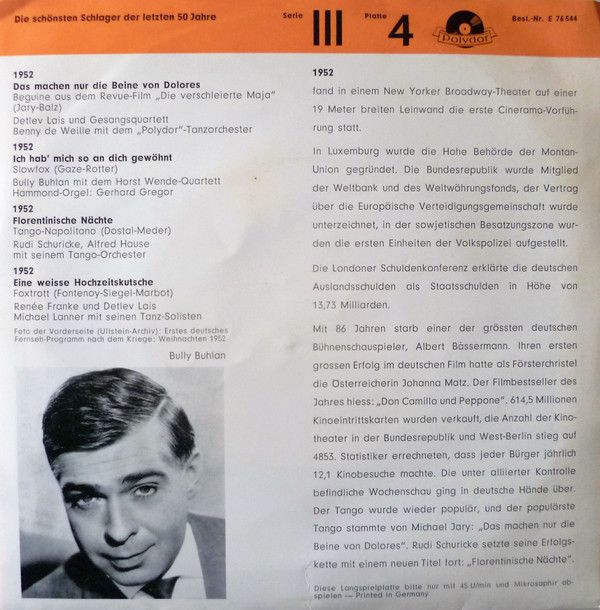 Die schönsten Schlager der letzten 50 Jahre
Serie III Platte 4
Polydor
Best.-Nr. E 76 544
1952
Das machen nur die Beine von Dolores
Beguine aus dem Revue-Film „Die verschleierte Maja"
(Jary-Balz)
Detlev Lais und Gesangsquartett
Benny de Weille mit dem „Polydor"-Tanzorchester
1952
Ich hab' mich so an dich gewöhnt
Slowfox (Gaze-Rotter)
Bully Buhlan mit dem Horst Wende-Quartett
Hammond-Orgel: Gerhard Gregor
1952
Florentinische Nächte
Tango-Napolitano (Dostal-Meder)
Rudi Schuricke, Alfred Hause
mit seinem Tango-Orchester
1952
Eine weisse Hochzeitskutsche
Foxtrott (Fontenoy-Siegel-Marbot)
Renée Franke und Detlev Lais
Michael Lanner mit seinen Tanz-Solisten
Foto der Vorderseite (Ullstein-Archiv): Erstes deutsches
Fernseh-Programm nach dem Kriege: Weihnachten 1952
Bully Buhlan
1952
fand in einem New Yorker Broadway-Theater auf einer
19 Meter breiten Leinwand die erste Cinerama-Vorfüh-
rung statt.
In Luxemburg wurde die Hohe Behörde der Montan-
Union gegründet. Die Bundesrepublik wurde Mitglied
der Weltbank und des Weltwährungsfonds, der Vertrag
über die Europäische Verteidigungsgemeinschaft wurde
unterzeichnet, in der sowjetischen Besatzungszone wur-
den die ersten Einheiten der Volkspolizei aufgestellt.
Die Londoner Schuldenkonferenz erklärte die deutschen
Auslandsschulden als Staatsschulden in Höhe von
13,73 Milliarden.
Mit 86 Jahren starb einer der grössten deutschen
Bühnenschauspieler, Albert Bassermann. Ihren ersten
grossen Erfolg im deutschen Film hatte als Försterchristel
die Österreicherin Johanna Matz. Der Filmbestseller des
Jahres hiess: „Don Camillo und Peppone". 614,5 Millionen
Kinoeintrittskarten wurden verkauft, die Anzahl der Kino-
theater in der Bundesrepublik und West-Berlin stieg auf
4853. Statistiker errechneten, dass jeder Bürger jährlich
12,1 Kinobesuche machte. Die unter alliierter Kontrolle
befindliche Wochenschau ging in deutsche Hände über.
Der Tango wurde wieder populär, und der populärste
Tango stammte von Michael Jary: „Das machen nur die
Beine von Dolores". Rudi Schuricke setzte seine Erfolgs-
kette mit einem neuen Titel fort: „Florentinische Nächte".
Diese Langspielplatte bitte nur mit 45 U/min und Mikrosaphir ab-
spielen — Printed in Germany